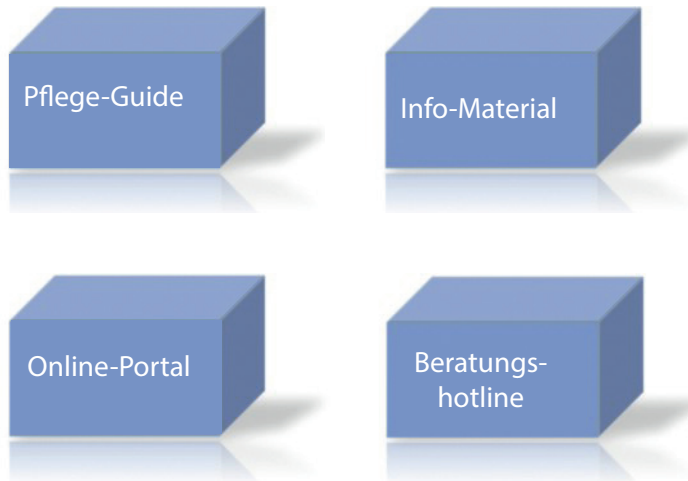 Pflege-Guide
Info-Material
Online-Portal
Beratungs-
hotline